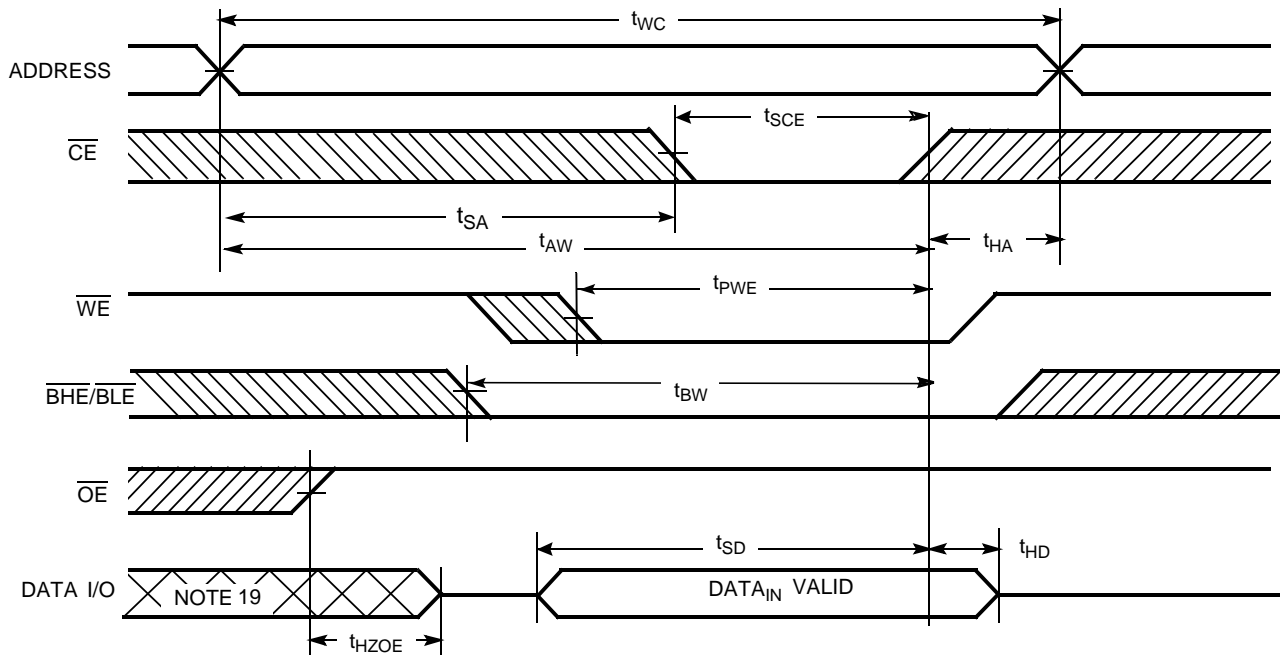 tWC
ADDRESS
tSCE
CE
tSA
tAW
tHA
tPWE
WE
tBW
BHE/BLE
OE
tSD
tHD
DATA I/O
NOTE 19
DATAIN VALID
tHZOE